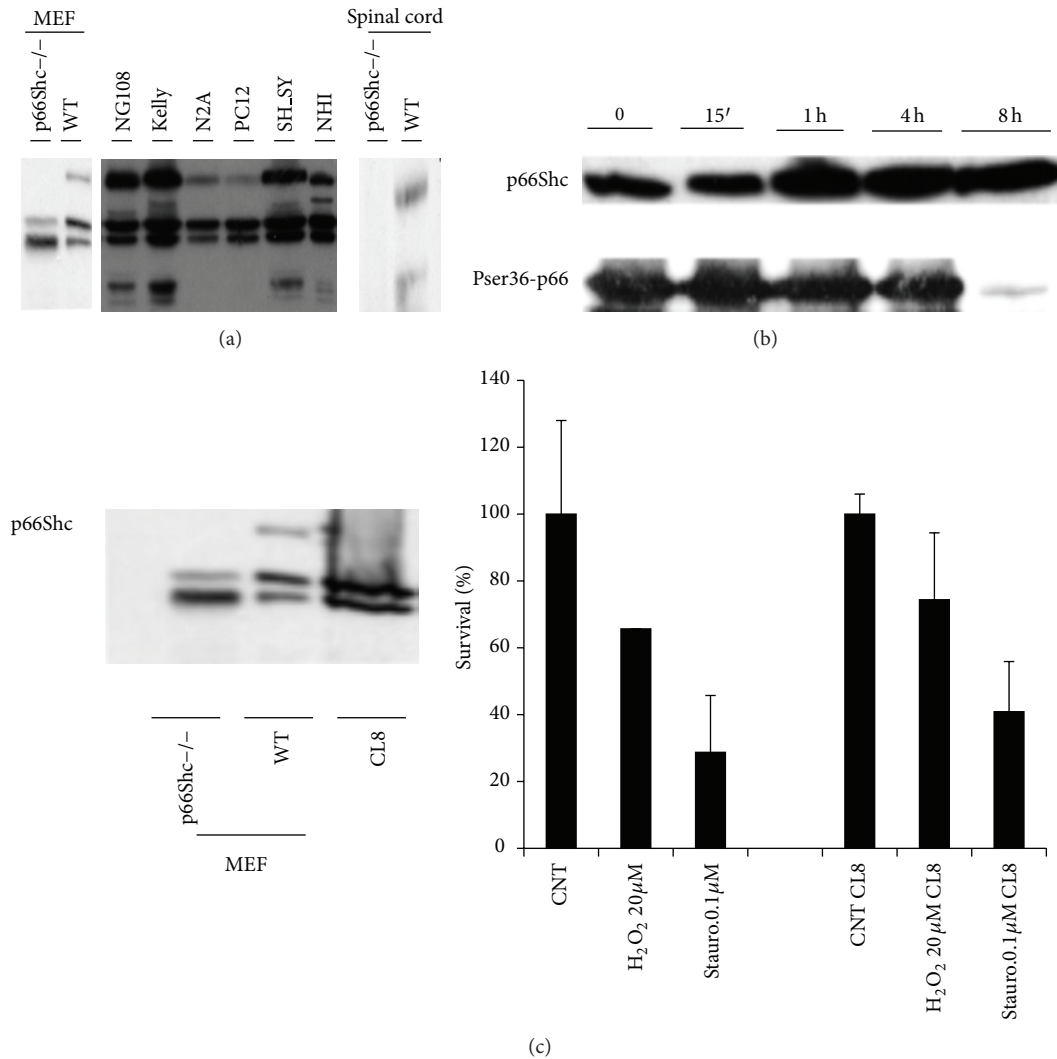 MEF
Spinal cord
p66Shc−/−
WT
NG108
Kelly
N2A
PC12
SH_SY
NHI
p66Shc−/−
WT
(a)
0 15′ 1 h 4 h 8 h
p66Shc
Pser36-p66
(b)
p66Shc
p66Shc−/−
WT
CL8
MEF
Survival (%)
140
120
100
80
60
40
20
0
CNT
H₂O₂ 20 μM
Stauro.0.1 μM
CNT CL8
H₂O₂ 20 μM CL8
Stauro.0.1 μM CL8
(c)